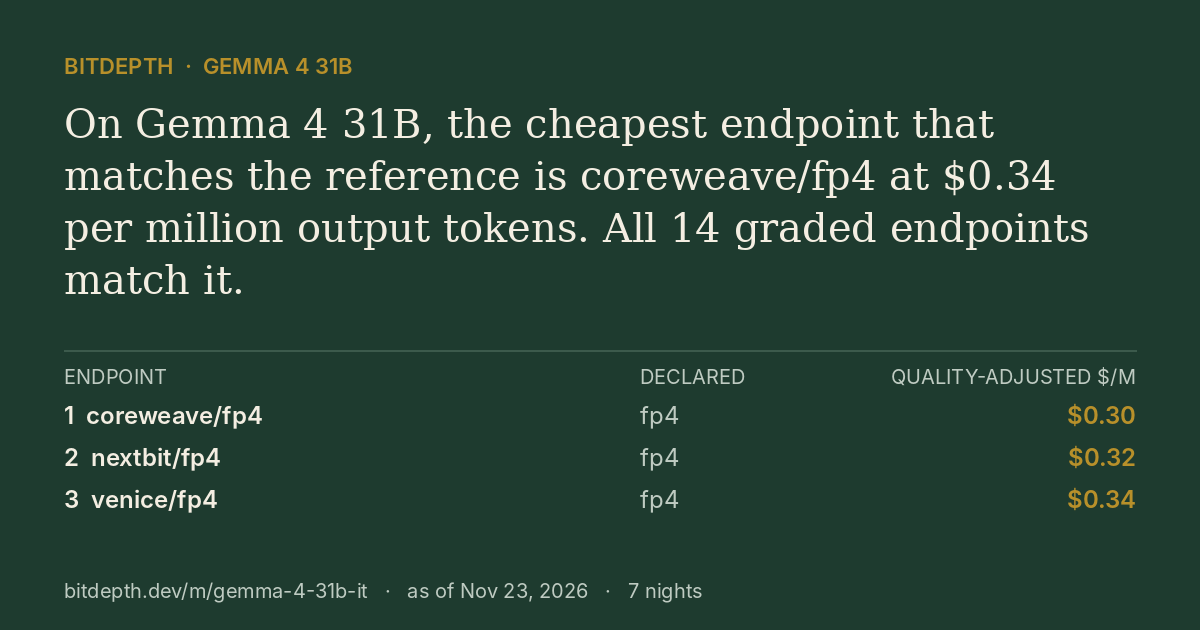 BITDEPTH · GEMMA 4 31B
On Gemma 4 31B, the cheapest endpoint that
matches the reference is coreweave/fp4 at $0.34
per million output tokens. All 14 graded endpoints
match it.
ENDPOINT DECLARED QUALITY-ADJUSTED $/M
1 coreweave/fp4 fp4 $0.30
2 nextbit/fp4 fp4 $0.32
3 venice/fp4 fp4 $0.34
bitdepth.dev/m/gemma-4-31b-it · as of Nov 23, 2026 · 7 nights